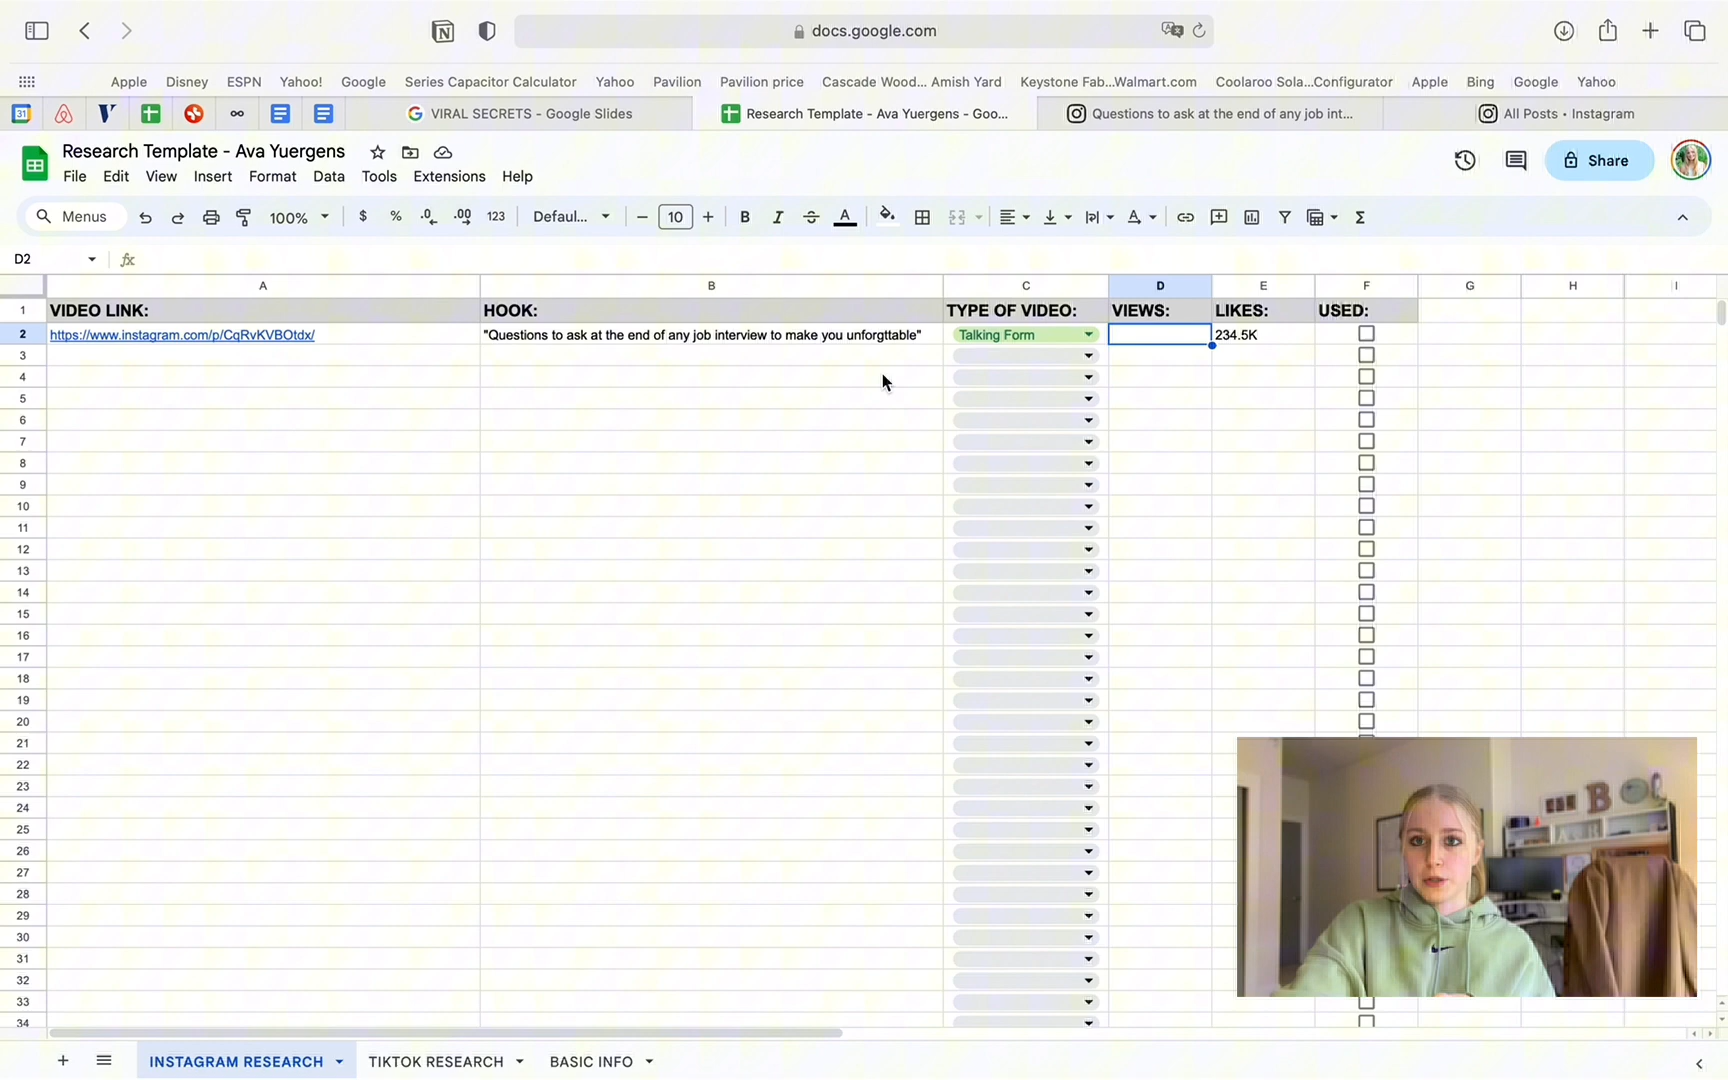 docs.google.com
Apple Disney ESPN Yahoo! Google Series Capacitor Calculator Yahoo Pavilion Pavilion price Cascade Wood... Amish Yard Keystone Fab...Walmart.com Coolaroo Sola...Configurator Apple Bing Google Yahoo
31 VIRAL SECRETS - Google Slides Research Template - Ava Yuergens - Goo... Questions to ask at the end of any job int... All Posts • Instagram
Research Template - Ava Yuergens
Share
File Edit View Insert Format Data Tools Extensions Help
Menus 100% $ % .0 .00 123 Defaul... - 10 + B I S A
D2 fx
A B C D E F G H I
1 VIDEO LINK: HOOK: TYPE OF VIDEO: VIEWS: LIKES: USED:
2 https://www.instagram.com/p/CqRvKVBOtdx/ "Questions to ask at the end of any job interview to make you unforgttable" Talking Form 234.5K
3
4
5
6
7
8
9
10
11
12
13
14
15
16
17
18
19
20
21
22
23
24
25
26
27
28
29
30
31
32
33
34
B
+ INSTAGRAM RESEARCH TIKTOK RESEARCH BASIC INFO